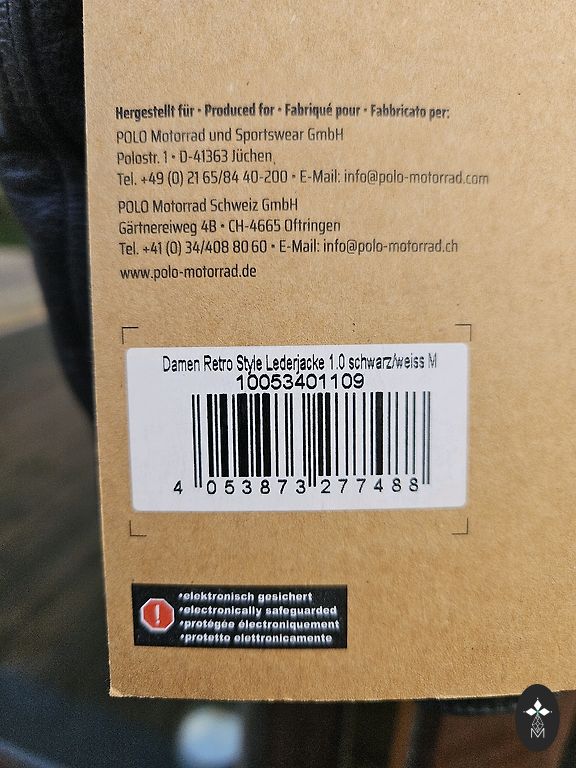 Hergestellt für • Produced for • Fabriqué pour • Fabbricato per:
POLO Motorrad und Sportswear GmbH
Polostr. 1 • D-41363 Jüchen
Tel. +49 (0) 21 65/84 40-200 • E-Mail: info@polo-motorrad.com
POLO Motorrad Schweiz GmbH
Gärtnereiweg 4B • CH-4665 Oftringen
Tel. +41 (0) 34/408 80 60 • E-Mail: info@polo-motorrad.ch
www.polo-motorrad.de
Damen Retro Style Lederjacke 1.0 schwarz/weiss M
10053401109
4 053873 277488
•elektronisch gesichert
•electronically safeguarded
•protégée électroniquement
•protetto elettronicamente
M